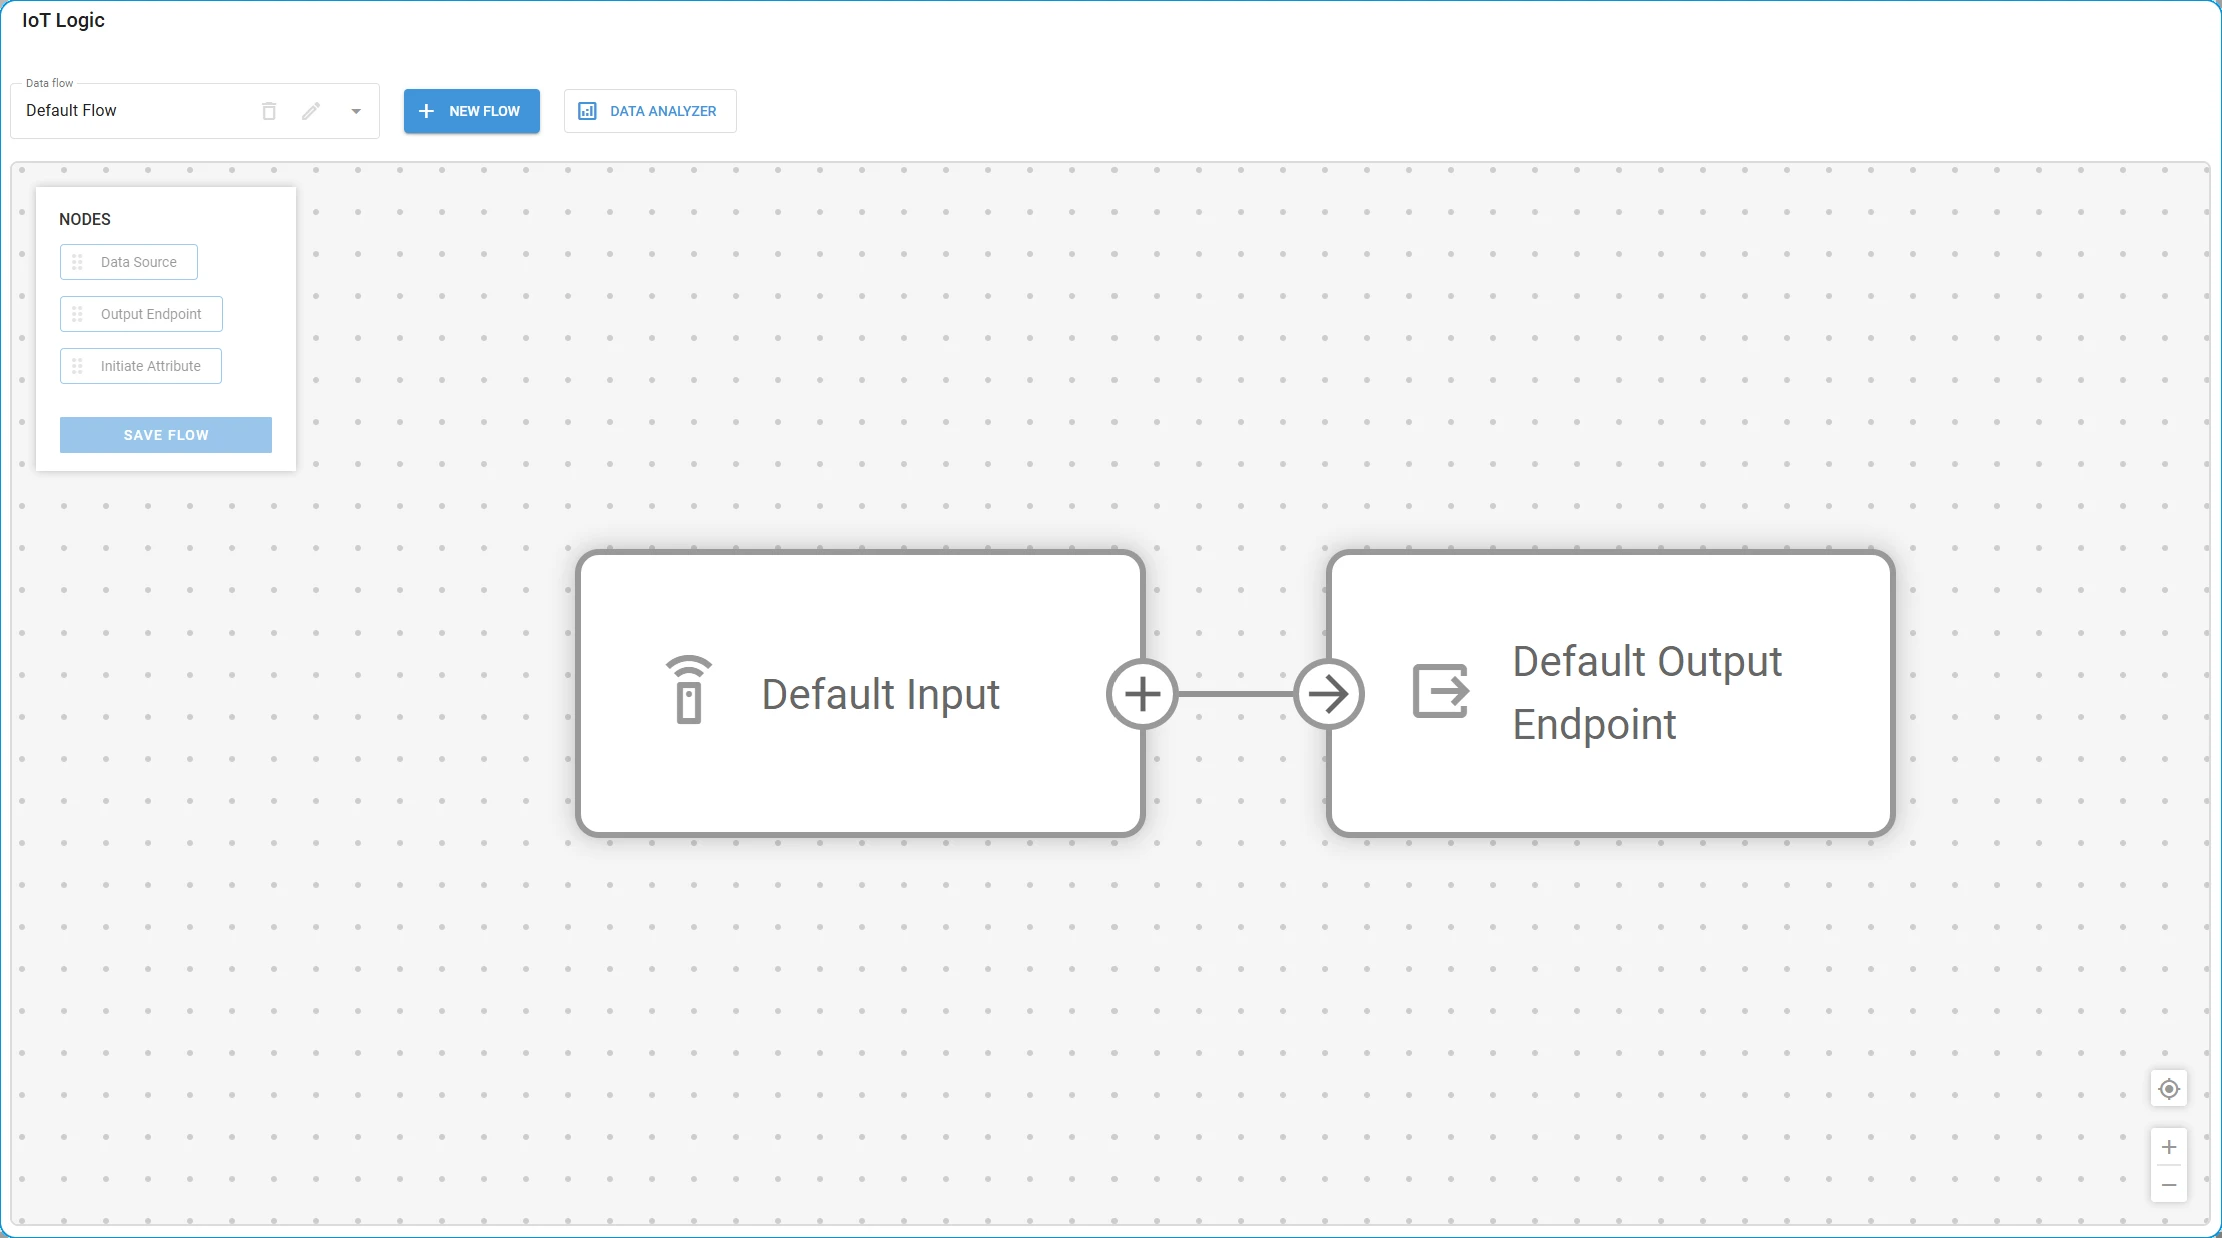 IoT Logic
Data flow
Default Flow
NEW FLOW
DATA ANALYZER
NODES
Data Source
Output Endpoint
Initiate Attribute
SAVE FLOW
Default Input
Default Output
Endpoint